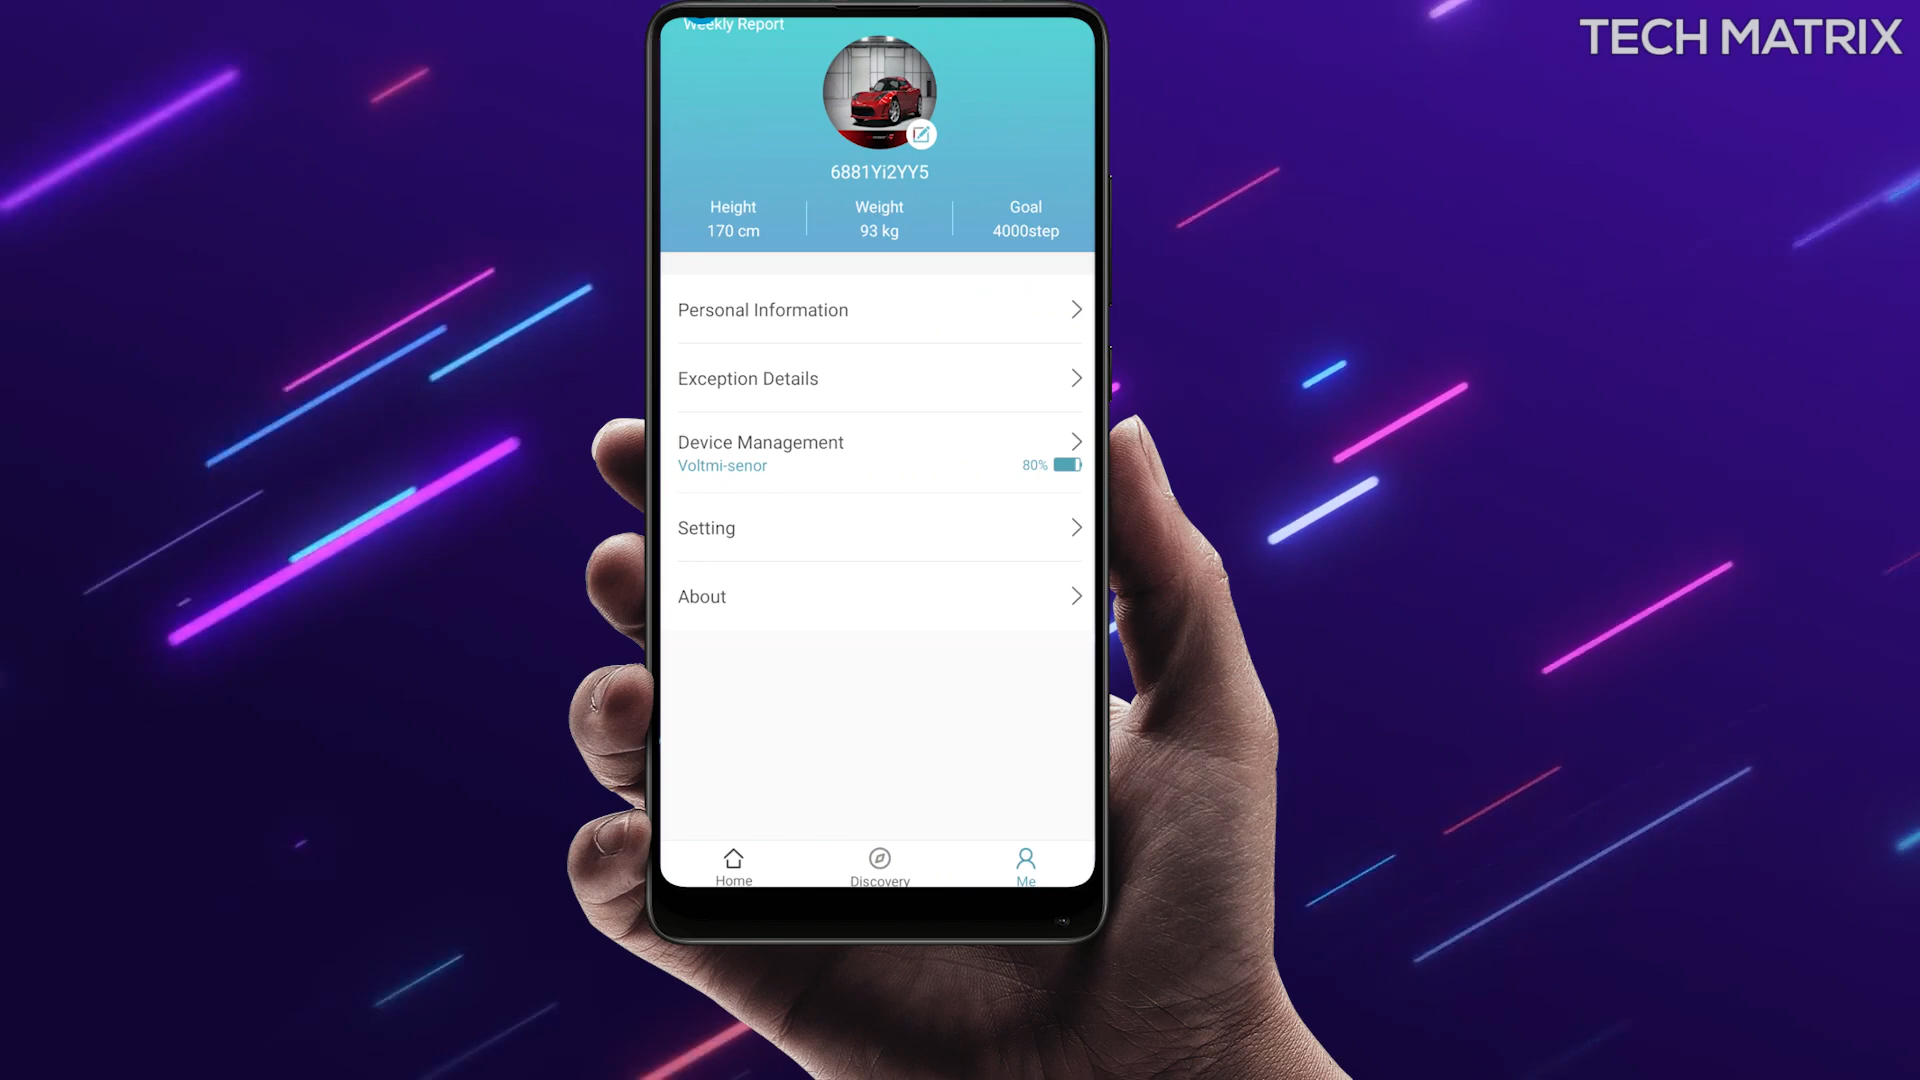 TECH MATRIX
Weekly Report
6881Yi2YY5
Height
170 cm
Weight
93 kg
Goal
4000step
Personal Information
Exception Details
Device Management
Voltmi-senor
80%
Setting
About
Home
Discovery
Me